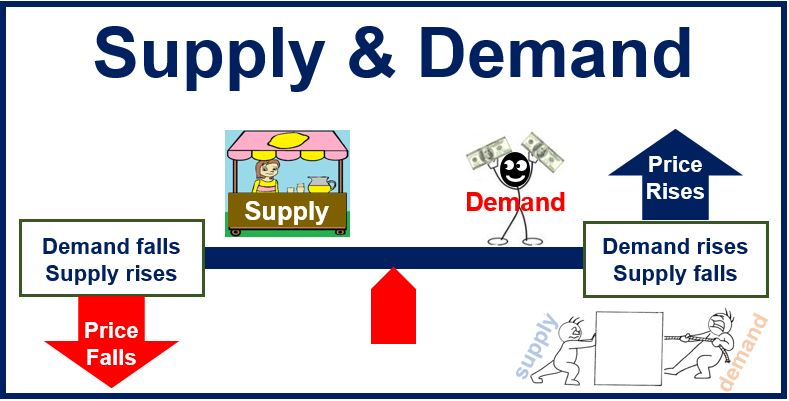 Supply & Demand
Supply
Demand
Price
Rises
Demand falls
Supply rises
Demand rises
Supply falls
Price
Falls
supply
demand